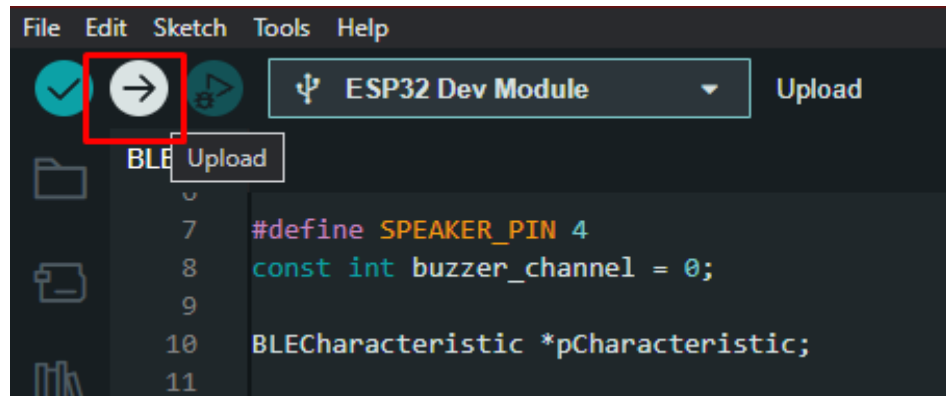 File Edit Sketch Tools Help
ESP32 Dev Module Upload
BLE Upload
7 #define SPEAKER_PIN 4
8 const int buzzer_channel = 0;
9
10 BLECharacteristic *pCharacteristic;
11